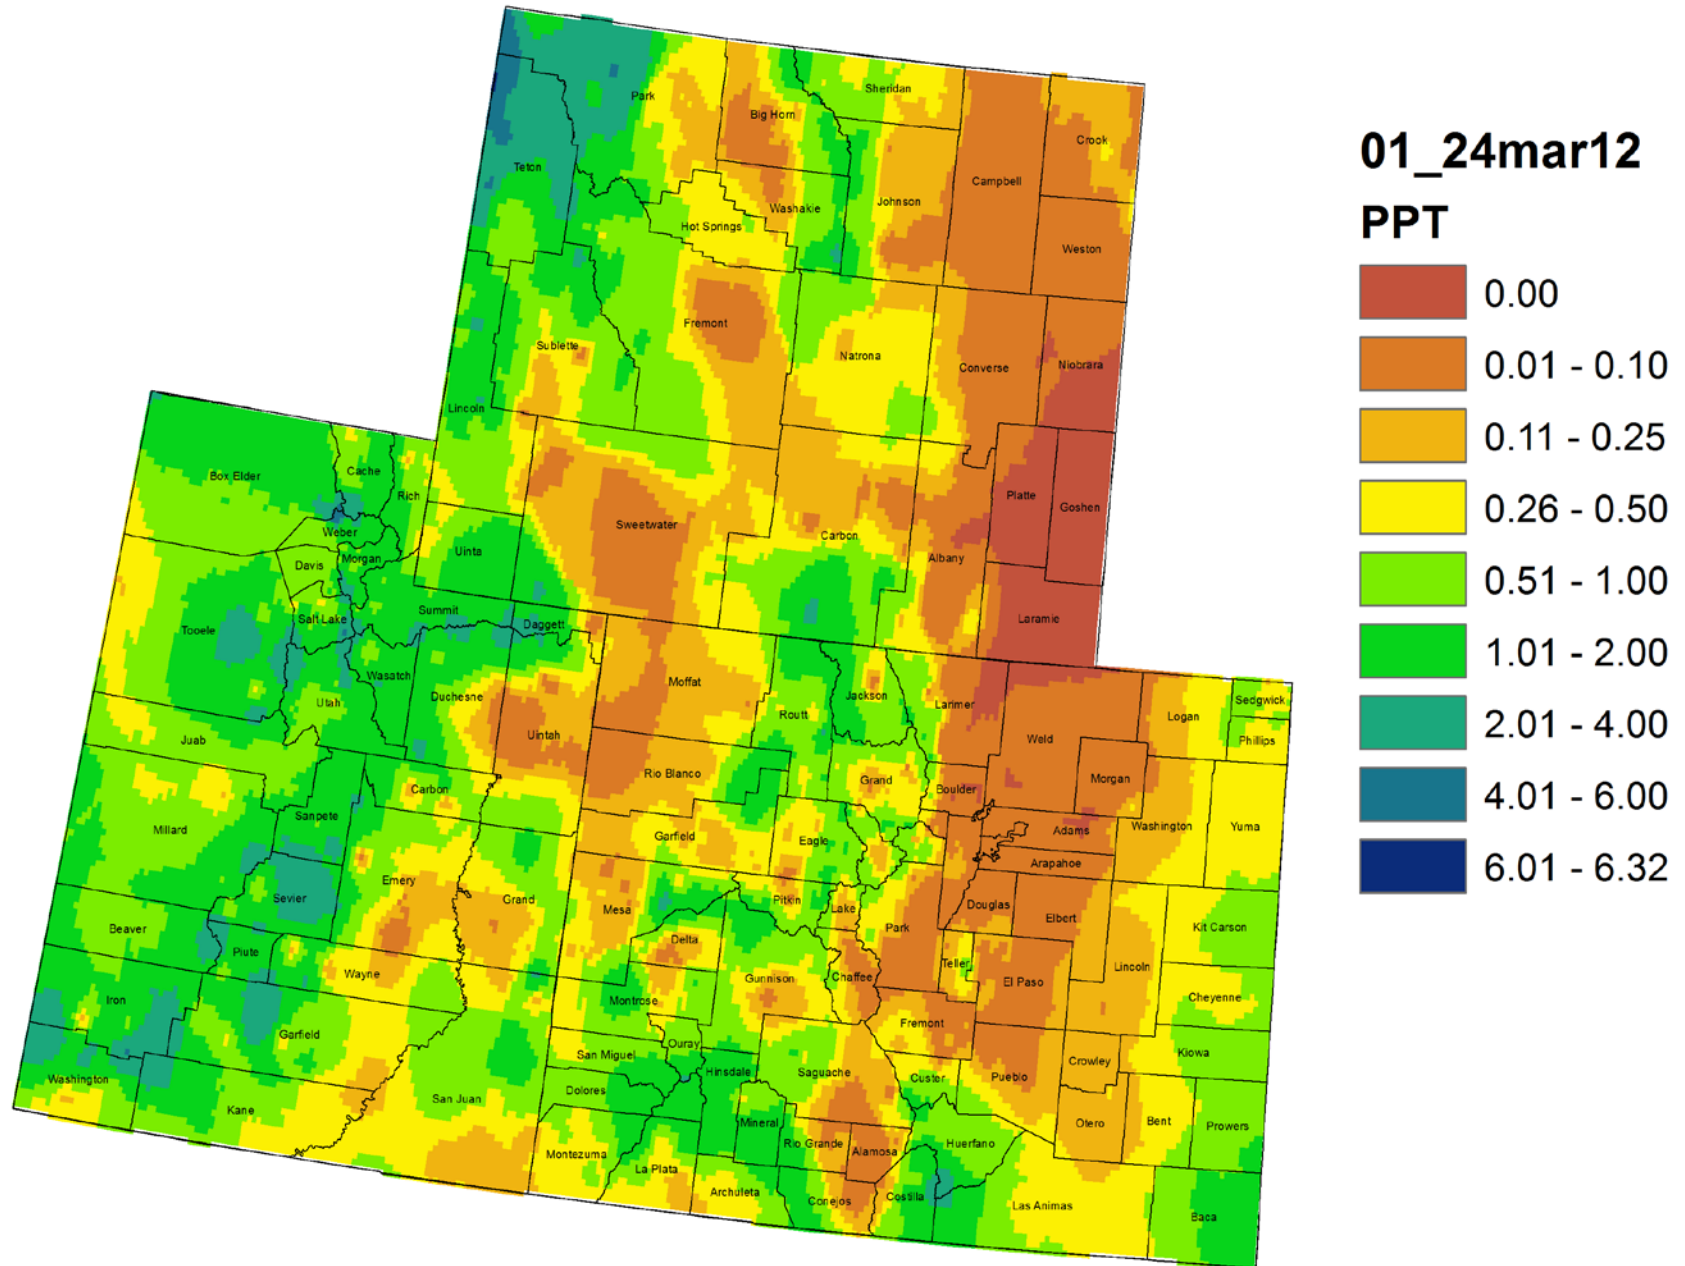 01_24mar12
PPT
0.00
0.01 - 0.10
0.11 - 0.25
0.26 - 0.50
0.51 - 1.00
1.01 - 2.00
2.01 - 4.00
4.01 - 6.00
6.01 - 6.32
Park
Sheridan
Big Horn
Crook
Teton
Campbell
Johnson
Washakie
Hot Springs
Weston
Fremont
Sublette
Natrona
Converse
Niobrara
Lincoln
Box Elder
Cache
Rich
Platte
Goshen
Sweetwater
Weber
Carbon
Uinta
Morgan
Davis
Albany
Summit
Salt Lake
Laramie
Daggett
Tooele
Wasatch
Moffat
Duchesne
Jackson
Utah
Larimer
Sedgwick
Routt
Logan
Uintah
Weld
Juab
Phillips
Rio Blanco
Grand
Morgan
Carbon
Boulder
Sanpete
Millard
Garfield
Eagle
Adams
Washington
Yuma
Arapahoe
Emery
Sevier
Grand
Pitkin
Mesa
Lake
Douglas
Elbert
Beaver
Park
Kit Carson
Delta
Piute
Teller
Lincoln
Wayne
Gunnison
Chaffee
El Paso
Iron
Montrose
Cheyenne
Garfield
Fremont
Ouray
San Miguel
Kiowa
Crowley
Hinsdale
Saguache
Washington
Custer
Pueblo
Dolores
San Juan
Kane
Mineral
Otero
Bent
Prowers
Rio Grande
Huerfano
Montezuma
Alamosa
La Plata
Archuleta
Conejos
Costilla
Las Animas
Baca